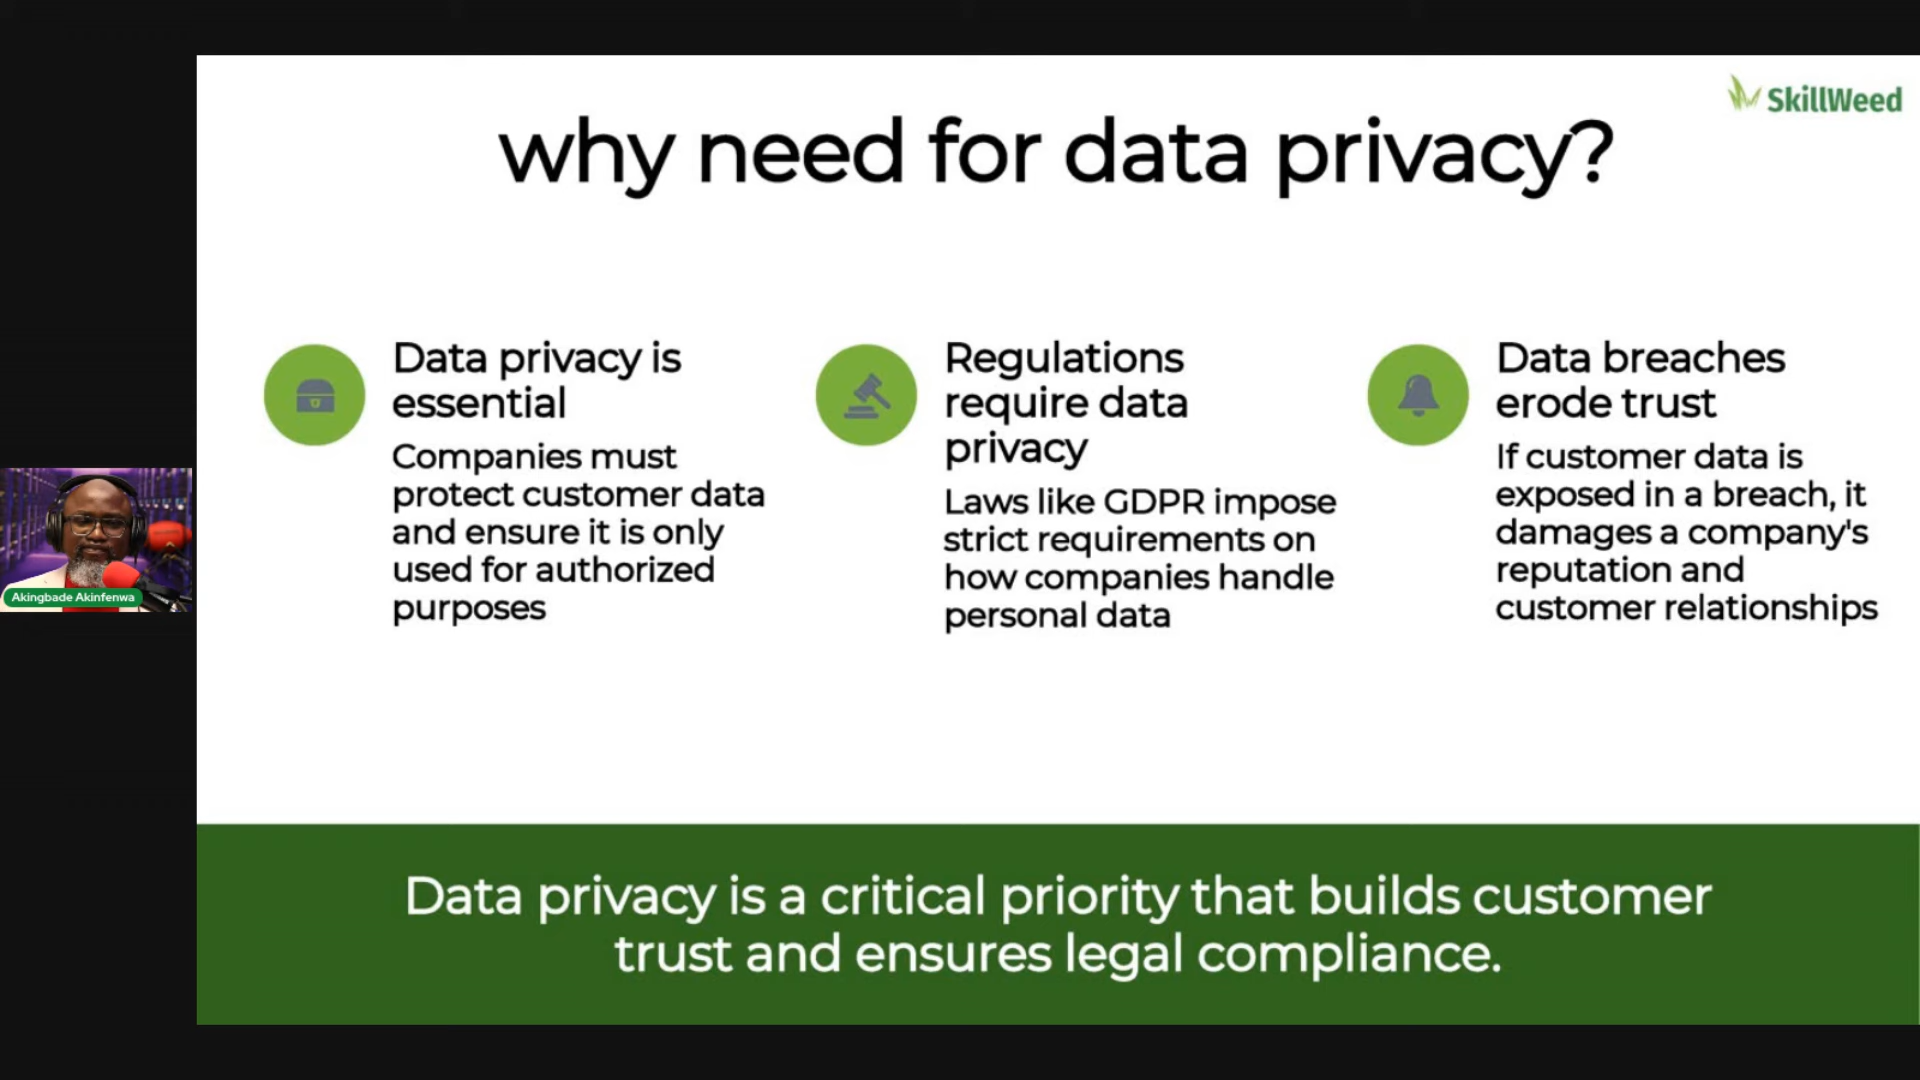 SkillWeed
why need for data privacy?
Data privacy is
essential
Companies must
protect customer data
and ensure it is only
used for authorized
purposes
Regulations
require data
privacy
Laws like GDPR impose
strict requirements on
how companies handle
personal data
Data breaches
erode trust
If customer data is
exposed in a breach, it
damages a company's
reputation and
customer relationships
Akingbade Akinfenwa
Data privacy is a critical priority that builds customer
trust and ensures legal compliance.